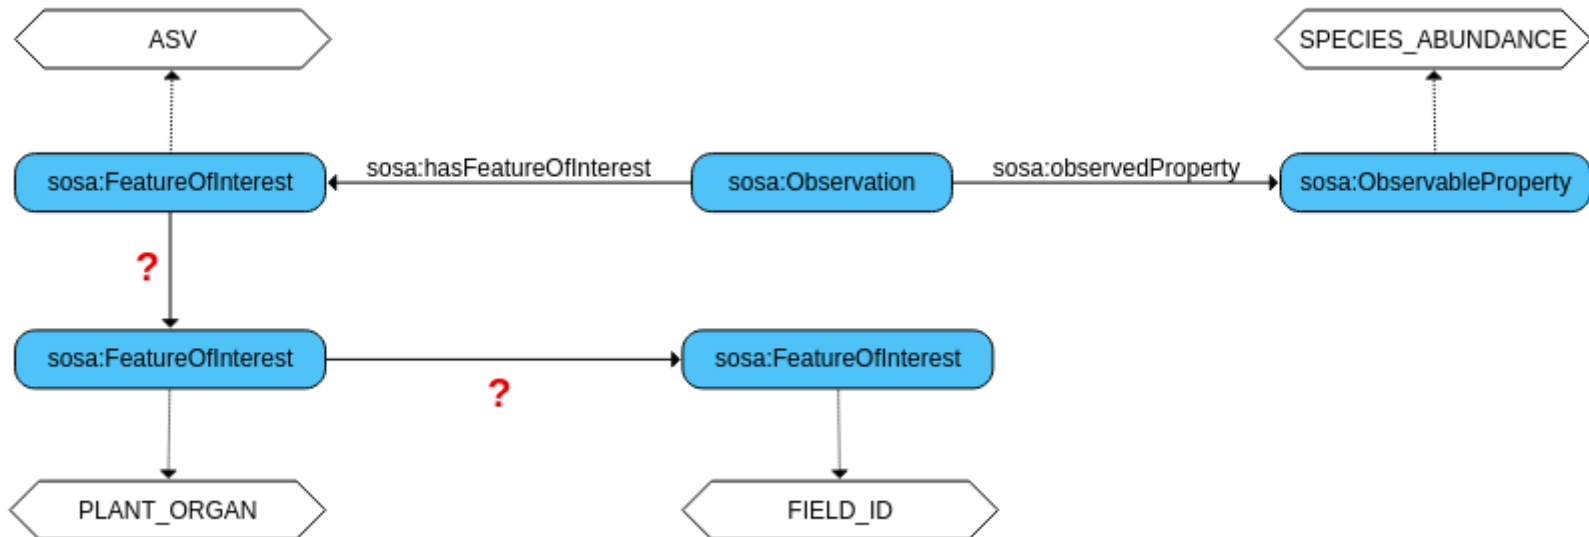 ASV
SPECIES_ABUNDANCE
sosa:FeatureOfInterest
sosa:hasFeatureOfInterest
sosa:Observation
sosa:observedProperty
sosa:ObservableProperty
?
sosa:FeatureOfInterest
?
sosa:FeatureOfInterest
PLANT_ORGAN
FIELD_ID